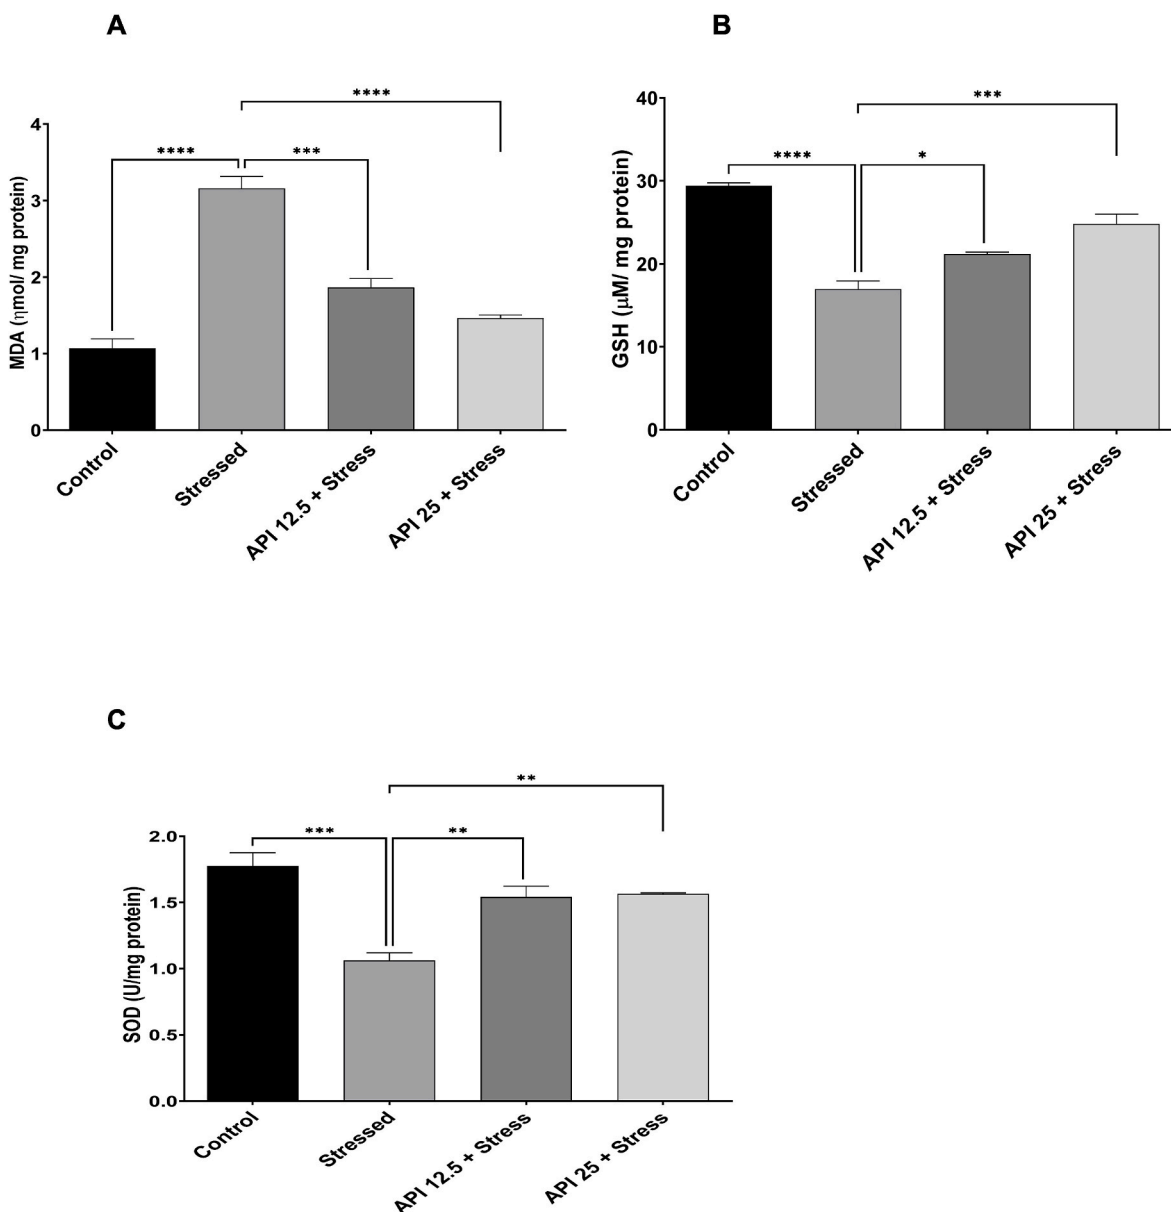 A
****
****
***
4
3
2
1
0
MDA (ηmol/ mg protein)
Control
Stressed
API 12.5 + Stress
API 25 + Stress
B
***
****
*
40
30
20
10
0
GSH (μM/ mg protein)
Control
Stressed
API 12.5 + Stress
API 25 + Stress
C
**
***
**
2.0
1.5
1.0
0.5
0.0
SOD (U/mg protein)
Control
Stressed
API 12.5 + Stress
API 25 + Stress